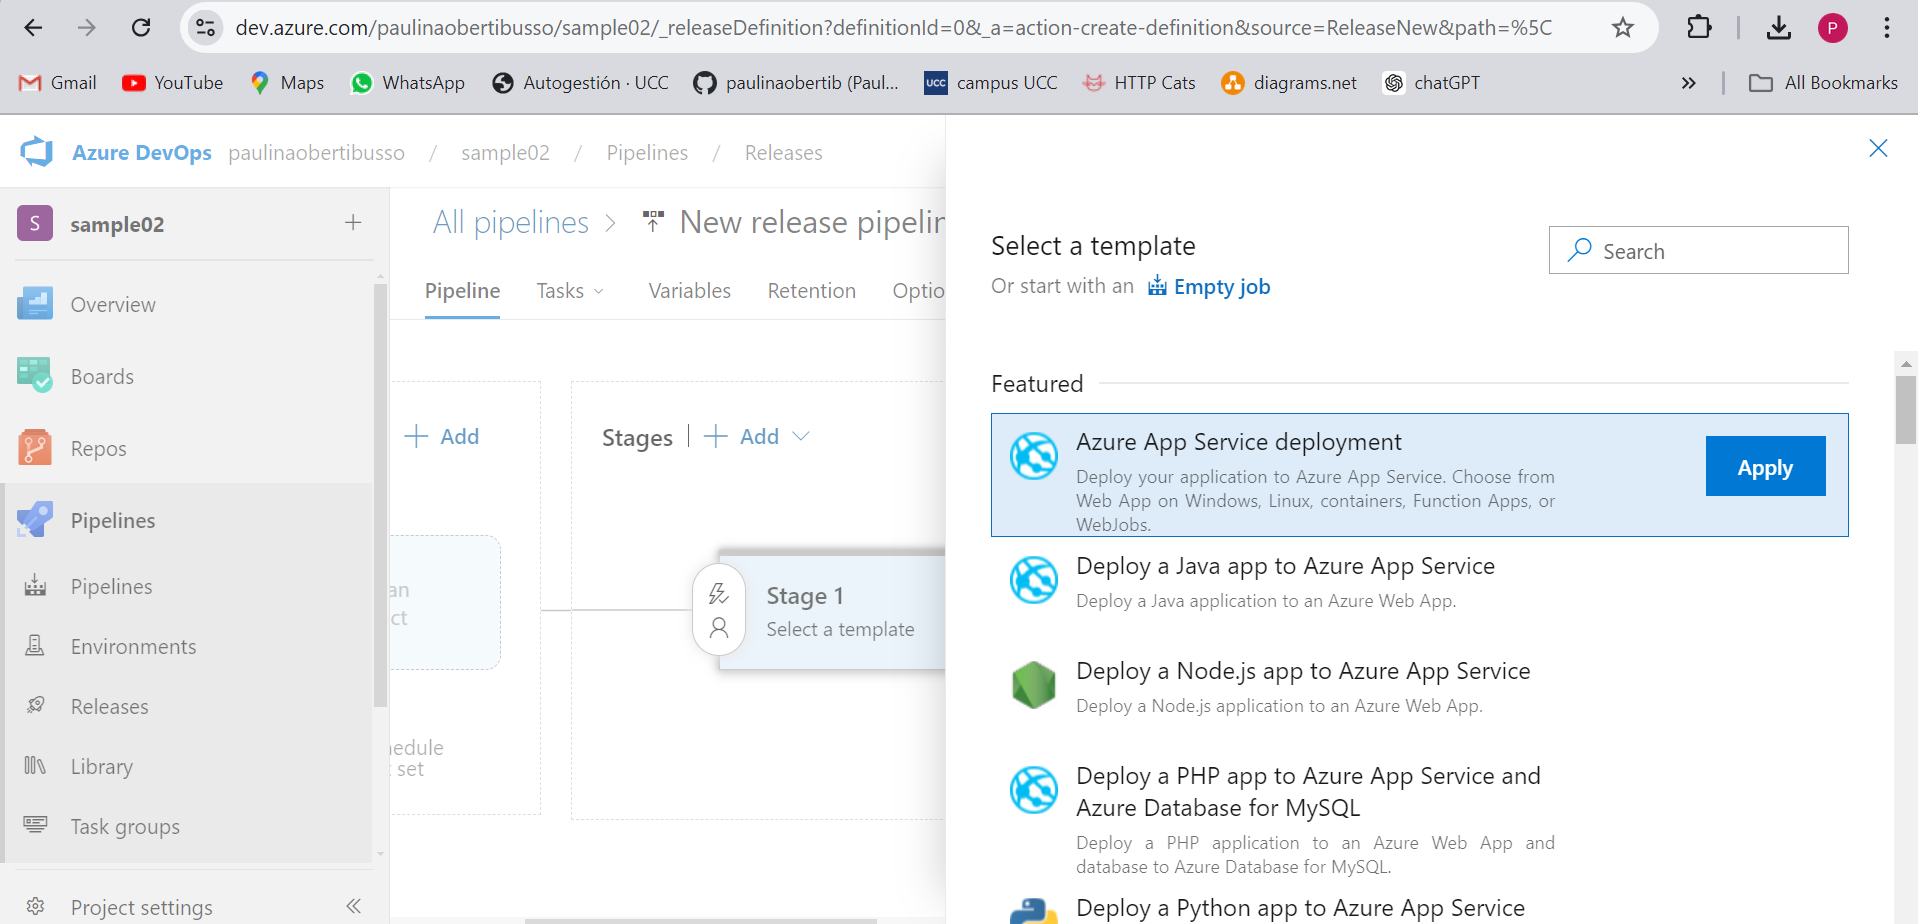 dev.azure.com/paulinaobertibusso/sample02/_releaseDefinition?definitionId=0&_a=action-create-definition&source=ReleaseNew&path=%5C
P
Gmail
YouTube
Maps
WhatsApp
Autogestión · UCC
paulinaobertib (Paul...
UCC
campus UCC
HTTP Cats
diagrams.net
chatGPT
»
All Bookmarks
Azure DevOps
paulinaobertibusso / sample02 / Pipelines / Releases
S
sample02
+
Overview
Boards
Repos
Pipelines
Pipelines
Environments
Releases
Library
Task groups
Project settings
All pipelines > New release pipelin
Pipeline
Tasks
Variables
Retention
Optio
+ Add
Stages | + Add
an
ct
Stage 1
Select a template
edule
set
Select a template
Or start with an Empty job
Search
Featured
Azure App Service deployment
Deploy your application to Azure App Service. Choose from
Web App on Windows, Linux, containers, Function Apps, or
WebJobs.
Apply
Deploy a Java app to Azure App Service
Deploy a Java application to an Azure Web App.
Deploy a Node.js app to Azure App Service
Deploy a Node.js application to an Azure Web App.
Deploy a PHP app to Azure App Service and
Azure Database for MySQL
Deploy a PHP application to an Azure Web App and
database to Azure Database for MySQL.
Deploy a Python app to Azure App Service